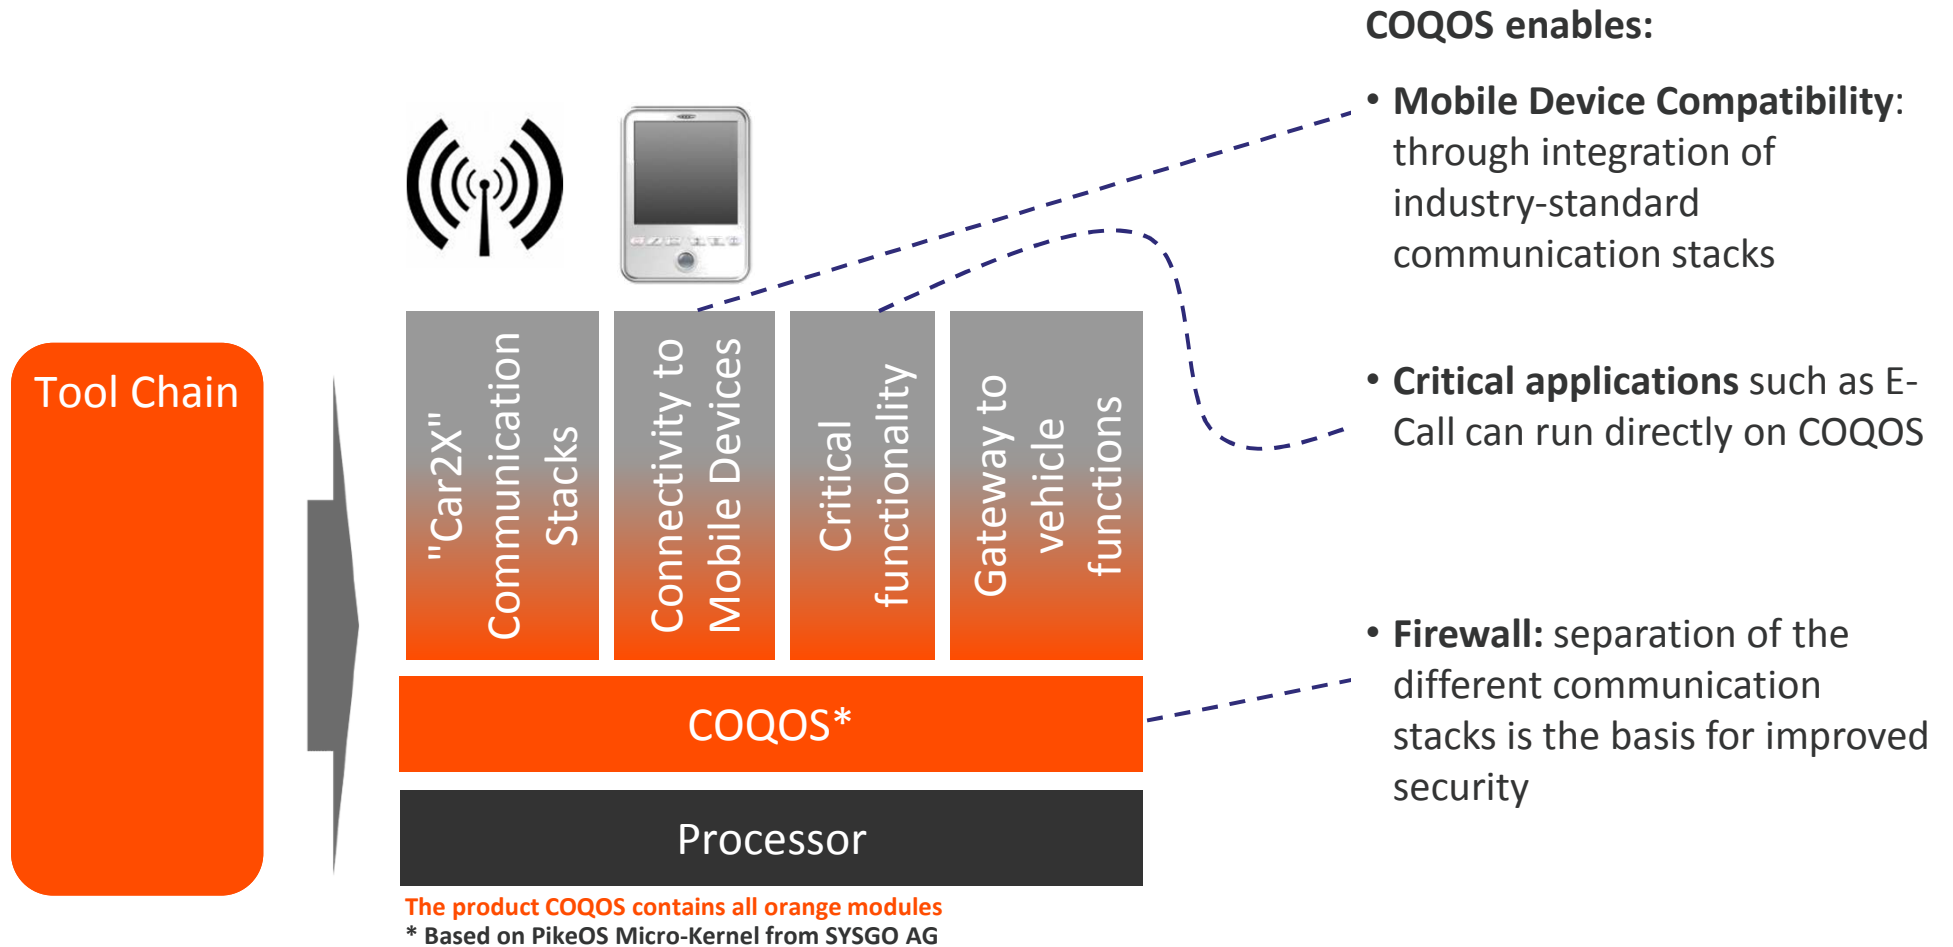 COQOS enables:
• Mobile Device Compatibility:
through integration of
industry-standard
communication stacks
• Critical applications such as E-
Call can run directly on COQOS
• Firewall: separation of the
different communication
stacks is the basis for improved
security
Tool Chain
"Car2X"
Communication
Stacks
Connectivity to
Mobile Devices
Critical
functionality
Gateway to
vehicle
functions
COQOS*
Processor
The product COQOS contains all orange modules
* Based on PikeOS Micro-Kernel from SYSGO AG